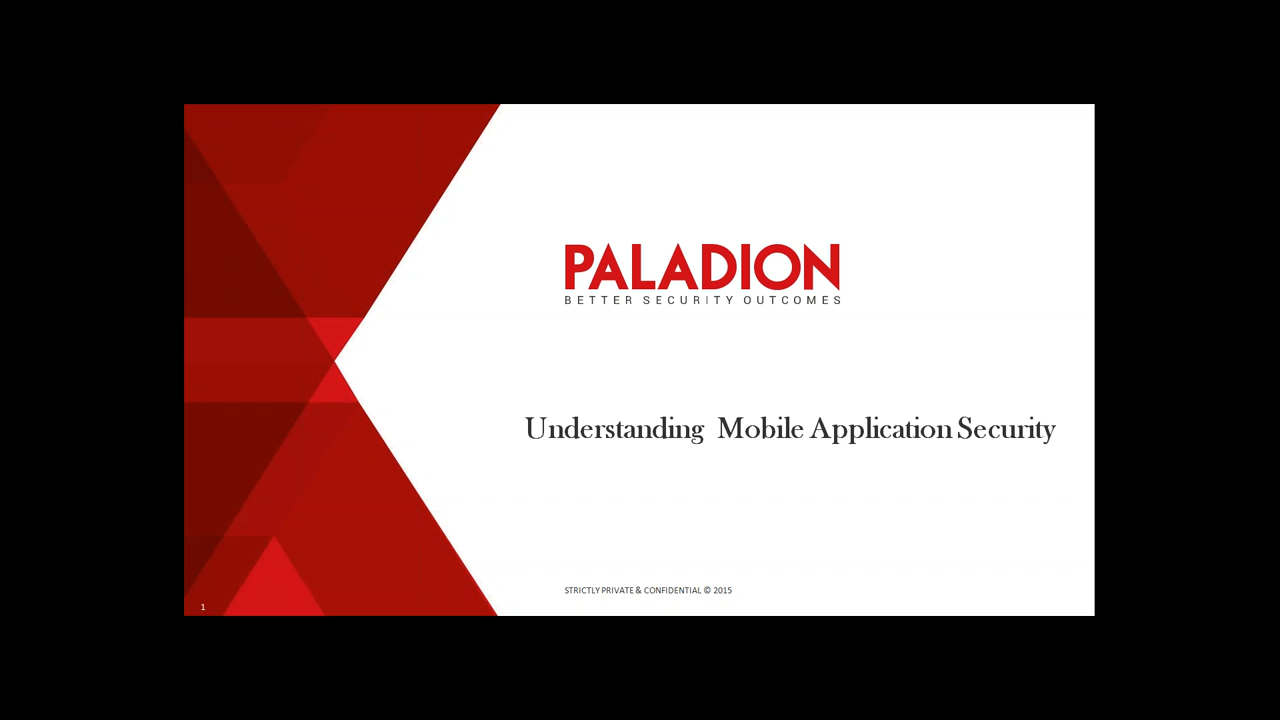 PALADION
BETTER SECURITY OUTCOMES
Understanding  Mobile Application Security
STRICTLY PRIVATE & CONFIDENTIAL © 2015
1